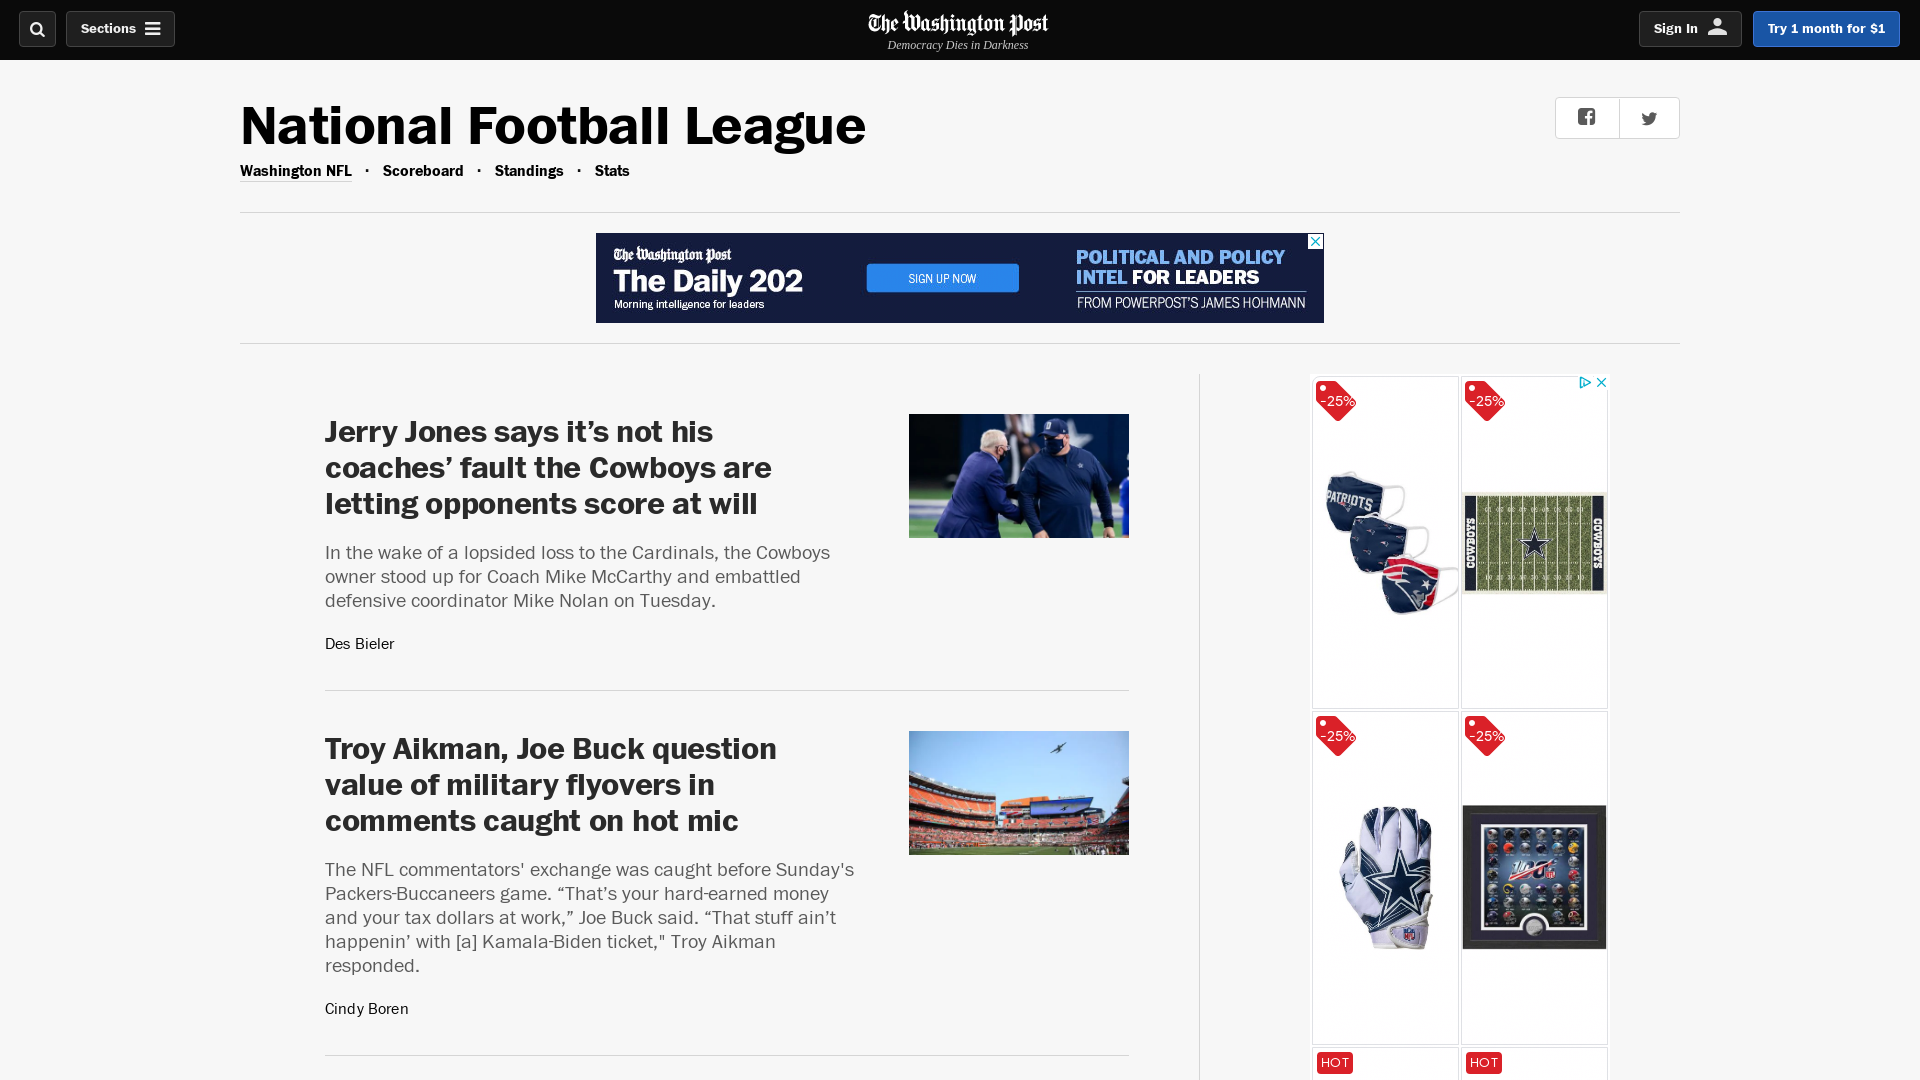 Sections
The Washington Post
Democracy Dies in Darkness
Sign In
Try 1 month for $1
National Football League
Washington NFL · Scoreboard · Standings · Stats
The Washington Post
The Daily 202
Morning intelligence for leaders
SIGN UP NOW
POLITICAL AND POLICY
INTEL FOR LEADERS
FROM POWERPOST'S JAMES HOHMANN
Jerry Jones says it’s not his
coaches’ fault the Cowboys are
letting opponents score at will
In the wake of a lopsided loss to the Cardinals, the Cowboys
owner stood up for Coach Mike McCarthy and embattled
defensive coordinator Mike Nolan on Tuesday.
Des Bieler
Troy Aikman, Joe Buck question
value of military flyovers in
comments caught on hot mic
The NFL commentators' exchange was caught before Sunday's
Packers-Buccaneers game. “That’s your hard-earned money
and your tax dollars at work,” Joe Buck said. “That stuff ain’t
happenin’ with [a] Kamala-Biden ticket," Troy Aikman
responded.
Cindy Boren
-25%
-25%
PATRIOTS
COWBOYS
COWBOYS
-25%
-25%
NFL
100
HOT
HOT